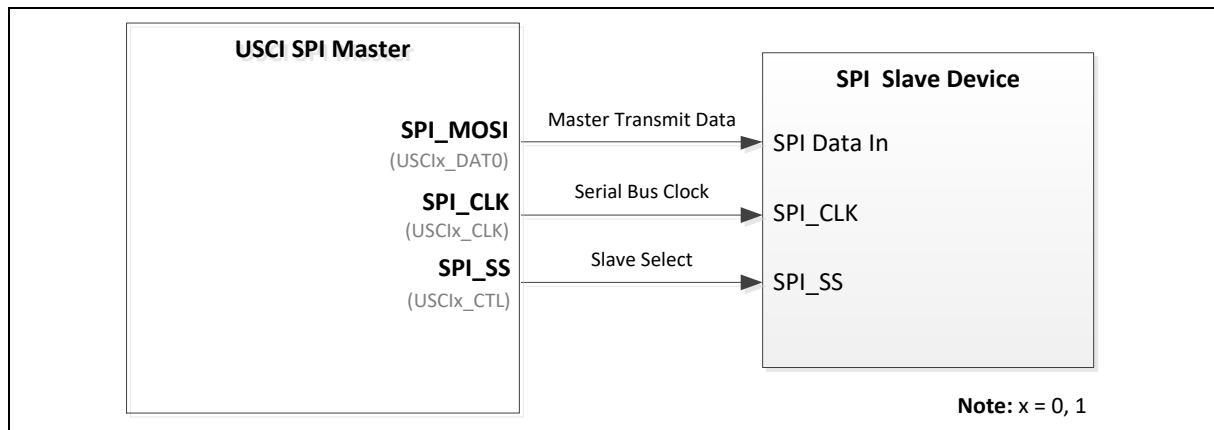 USCI SPI Master
SPI Slave Device
SPI_MOSI
(USCIx_DAT0)
Master Transmit Data
SPI Data In
SPI_CLK
(USCIx_CLK)
Serial Bus Clock
SPI_CLK
SPI_SS
(USCIx_CTL)
Slave Select
SPI_SS
Note: x = 0, 1